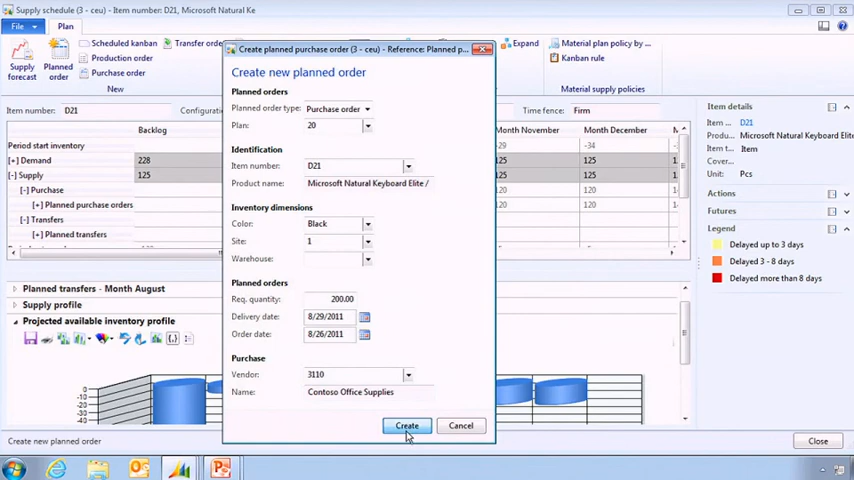 Supply schedule (3 - ceu) - Item number: D21, Microsoft Natural Ke
File
Plan
Supply forecast
Planned order
Scheduled kanban
Production order
Purchase order
Transfer order
New
Expand
Material plan policy by ...
Kanban rule
Material supply policies
Item number: D21
Time fence: Firm
Backlog
Month November
Month December
Period start inventory
-29
-34
[+] Demand 228 125 125
[-] Supply 125 125 125
[-] Purchase 120 120
[+] Planned purchase orders 120 120
[-] Transfers
[+] Planned transfers
Planned transfers - Month August
Supply profile
Projected available inventory profile
0
-10
-20
-30
-40
Create planned purchase order (3 - ceu) - Reference: Planned p...
Create new planned order
Planned orders
Planned order type: Purchase order
Plan: 20
Identification
Item number: D21
Product name: Microsoft Natural Keyboard Elite /
Inventory dimensions
Color: Black
Site: 1
Warehouse:
Planned orders
Req. quantity: 200.00
Delivery date: 8/29/2011
Order date: 8/26/2011
Purchase
Vendor: 3110
Name: Contoso Office Supplies
Create
Cancel
Item details
Item ... D21
Produ... Microsoft Natural Keyboard Elite
Item ... Item
Cover...
Unit: Pcs
Actions
Futures
Legend
Delayed up to 3 days
Delayed 3 - 8 days
Delayed more than 8 days
Create new planned order
Close